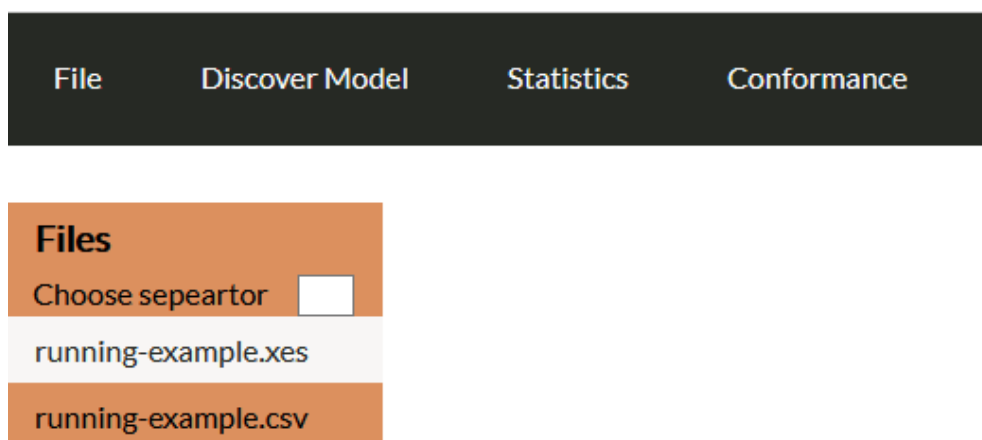 File Discover Model Statistics Conformance
Files
Choose sepeartor
running-example.xes
running-example.csv